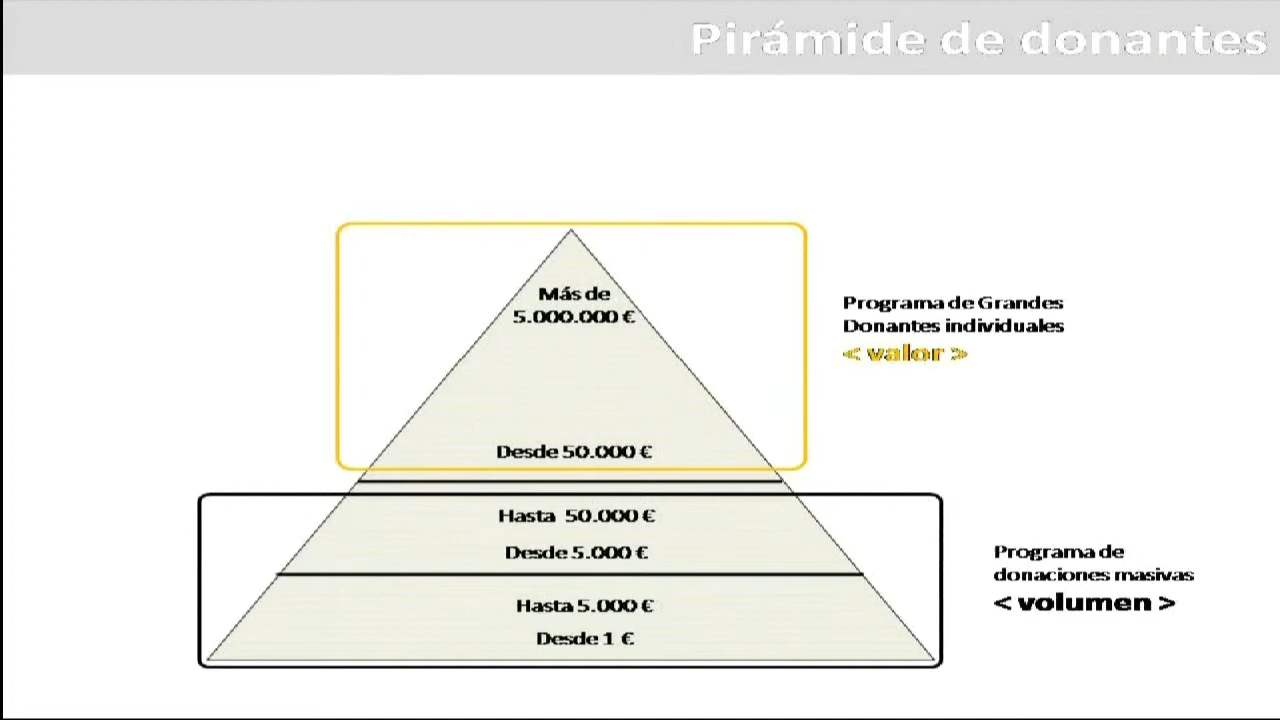 Pirámide de donantes
Más de
5.000.000 €
Programa de Grandes
Donantes individuales
< valor >
Desde 50.000 €
Hasta 50.000 €
Desde 5.000 €
Programa de
donaciones masivas
< volumen >
Hasta 5.000 €
Desde 1 €